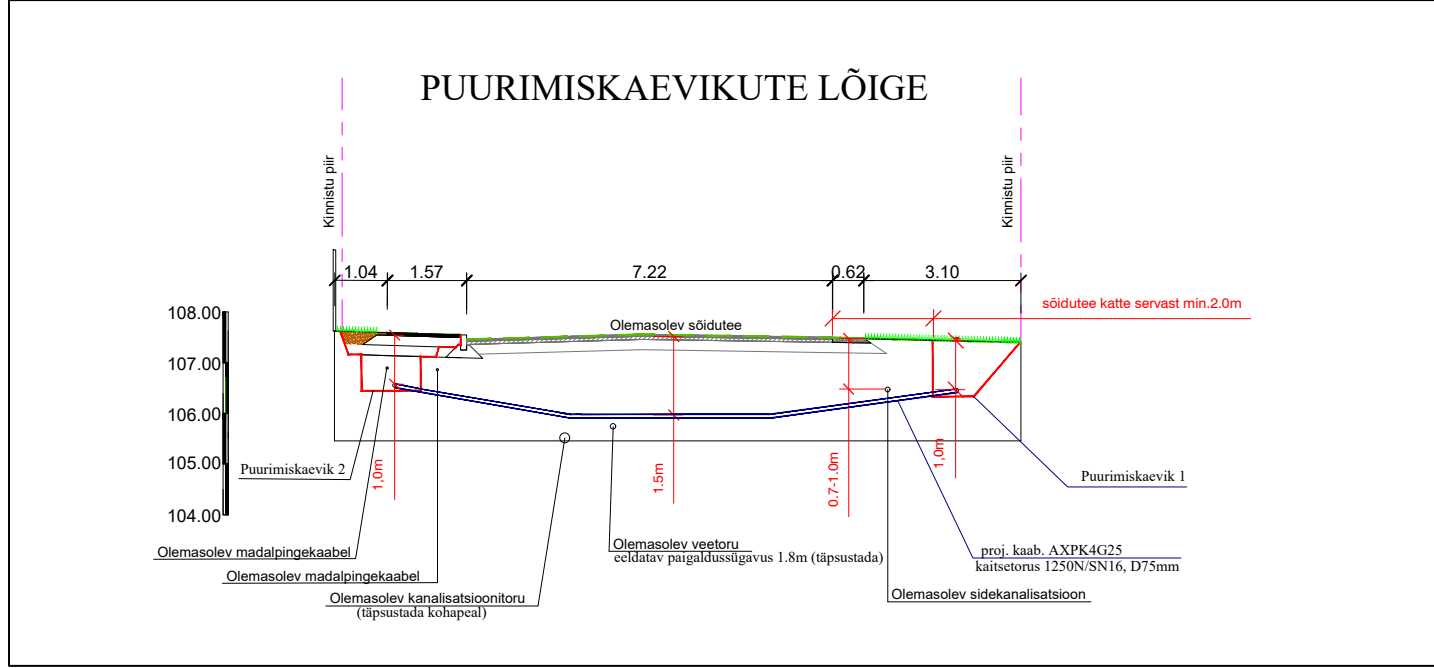 PUURIMISKAEVIKUTE LÕIGE
Kinnistu piir
Kinnistu piir
1.04
1.57
7.22
0.62
3.10
sõidutee katte servast min.2.0m
108.00
107.00
106.00
105.00
104.00
Olemasolev sõidutee
1,0m
1.5m
0.7-1.0m
1,0m
Puurimiskaevik 2
Puurimiskaevik 1
Olemasolev madalpingekaabel
Olemasolev madalpingekaabel
Olemasolev kanalisatsioonitoru
(täpsustada kohapeal)
Olemasolev veetoru
eeldatav paigaldussügavus 1.8m (täpsustada)
proj. kaab. AXPK4G25
kaitsetorus 1250N/SN16, D75mm
Olemasolev sidekanalisatsioon